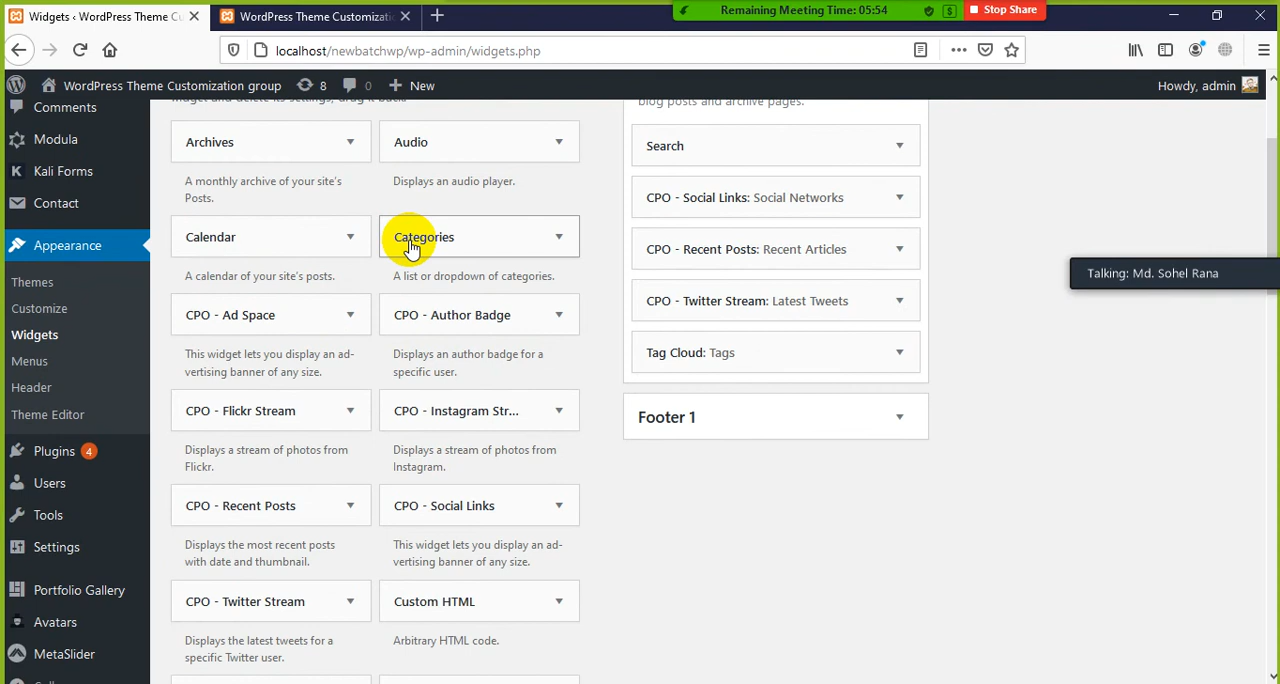 Widgets ‹ WordPress Theme Cu
WordPress Theme Customizati
Remaining Meeting Time: 05:54
Stop Share
localhost/newbatchwp/wp-admin/widgets.php
WordPress Theme Customization group
8
0
New
Howdy, admin
Comments
Modula
Kali Forms
Contact
Appearance
Themes
Customize
Widgets
Menus
Header
Theme Editor
Plugins 4
Users
Tools
Settings
Portfolio Gallery
Avatars
MetaSlider
widget and delete its settings, drag it back.
Archives
A monthly archive of your site's
Posts.
Audio
Displays an audio player.
Calendar
A calendar of your site's posts.
Categories
A list or dropdown of categories.
CPO - Ad Space
This widget lets you display an ad-
vertising banner of any size.
CPO - Author Badge
Displays an author badge for a
specific user.
CPO - Flickr Stream
Displays a stream of photos from
Flickr.
CPO - Instagram Str...
Displays a stream of photos from
Instagram.
CPO - Recent Posts
Displays the most recent posts
with date and thumbnail.
CPO - Social Links
This widget lets you display an ad-
vertising banner of any size.
CPO - Twitter Stream
Displays the latest tweets for a
specific Twitter user.
Custom HTML
Arbitrary HTML code.
blog posts and archive pages.
Search
CPO - Social Links: Social Networks
CPO - Recent Posts: Recent Articles
CPO - Twitter Stream: Latest Tweets
Tag Cloud: Tags
Footer 1
Talking: Md. Sohel Rana